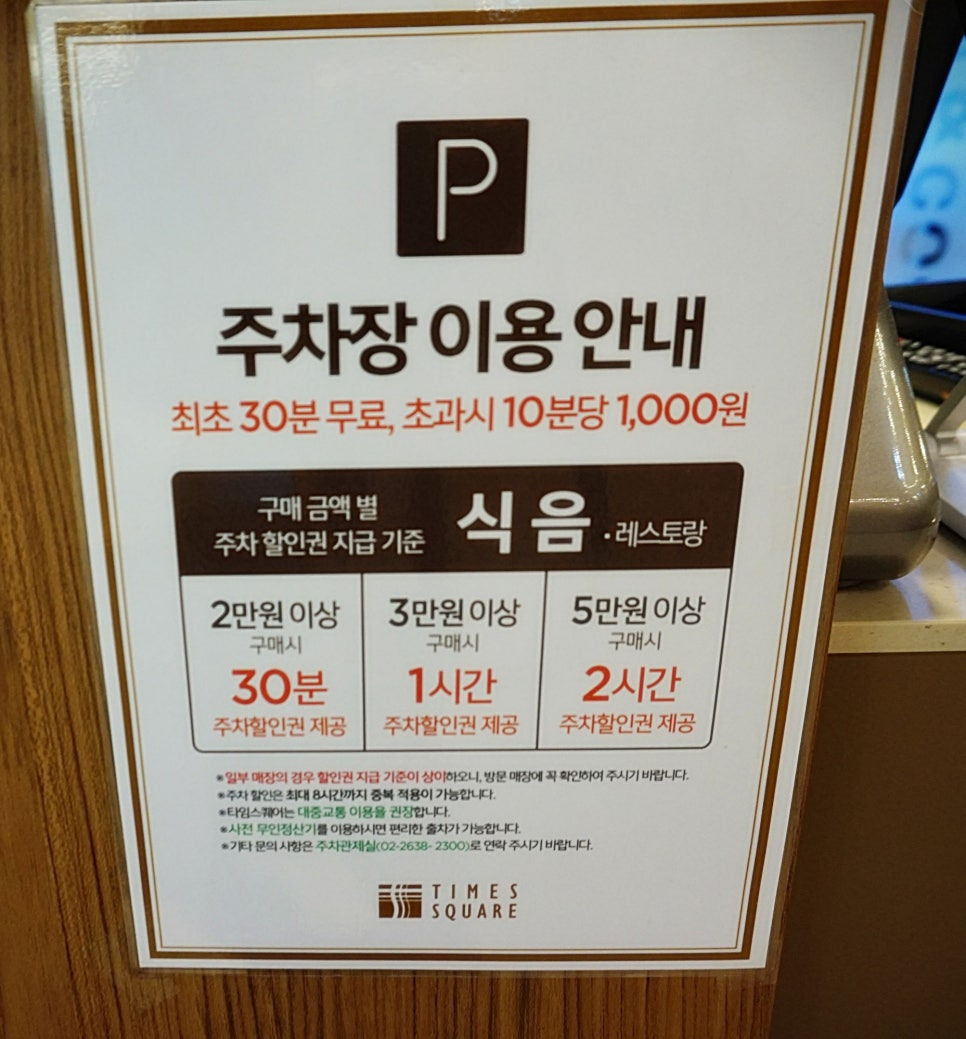 P
주차장 이용 안내
최초 30분 무료, 초과시 10분당 1,000원
구매 금액 별
주차 할인권 지급 기준
식음 · 레스토랑
2만원 이상
구매시
30분
주차할인권 제공
3만원 이상
구매시
1시간
주차할인권 제공
5만원 이상
구매시
2시간
주차할인권 제공
※일부 매장의 경우 할인권 지급 기준이 상이하오니, 방문 매장에 꼭 확인하여 주시기 바랍니다.
※주차 할인은 최대 8시간까지 중복 적용이 가능합니다.
※타임스퀘어는 대중교통 이용을 권장합니다.
※사전 무인정산기를 이용하시면 편리한 출차가 가능합니다.
※기타 문의 사항은 주차관제실(02-2638- 2300)로 연락 주시기 바랍니다.
TIMES
SQUARE